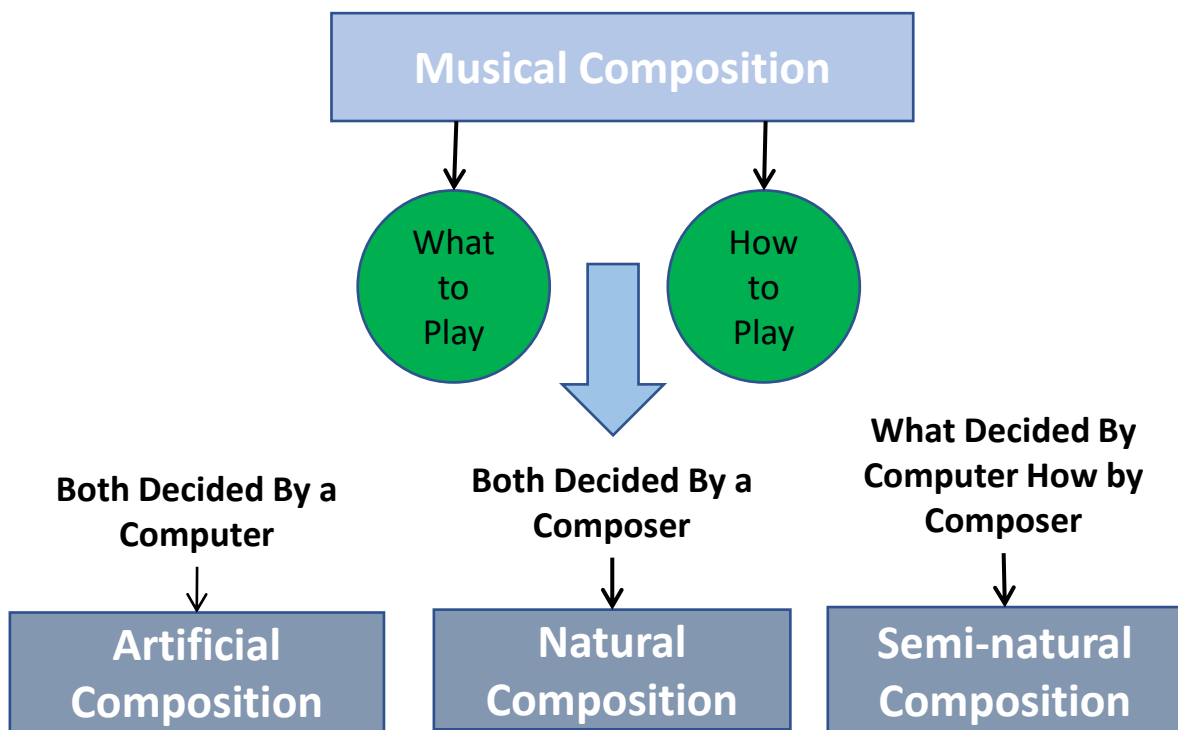 Musical Composition
What
to
Play
How
to
Play
Both Decided By a
Computer
Both Decided By a
Composer
What Decided By
Computer How by
Composer
Artificial
Composition
Natural
Composition
Semi-natural
Composition